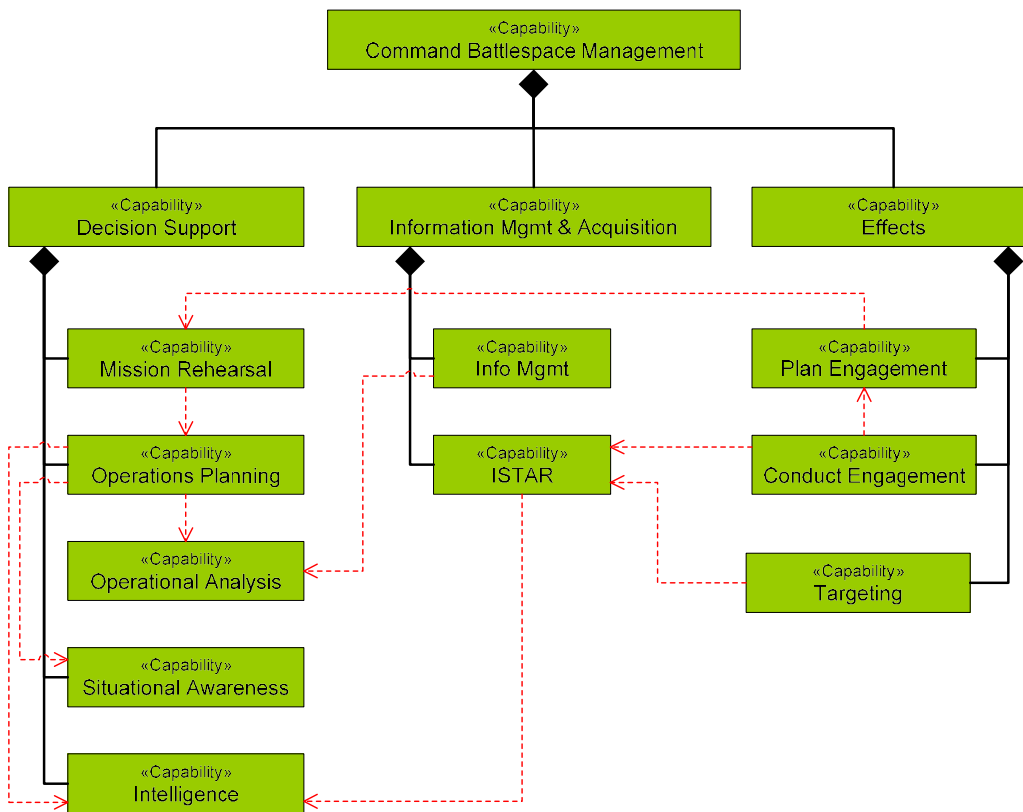 «Capability»
Command Battlespace Management
«Capability»
Decision Support
«Capability»
Information Mgmt & Acquisition
«Capability»
Effects
«Capability»
Mission Rehearsal
«Capability»
Info Mgmt
«Capability»
Plan Engagement
«Capability»
Operations Planning
«Capability»
ISTAR
«Capability»
Conduct Engagement
«Capability»
Operational Analysis
«Capability»
Targeting
«Capability»
Situational Awareness
«Capability»
Intelligence